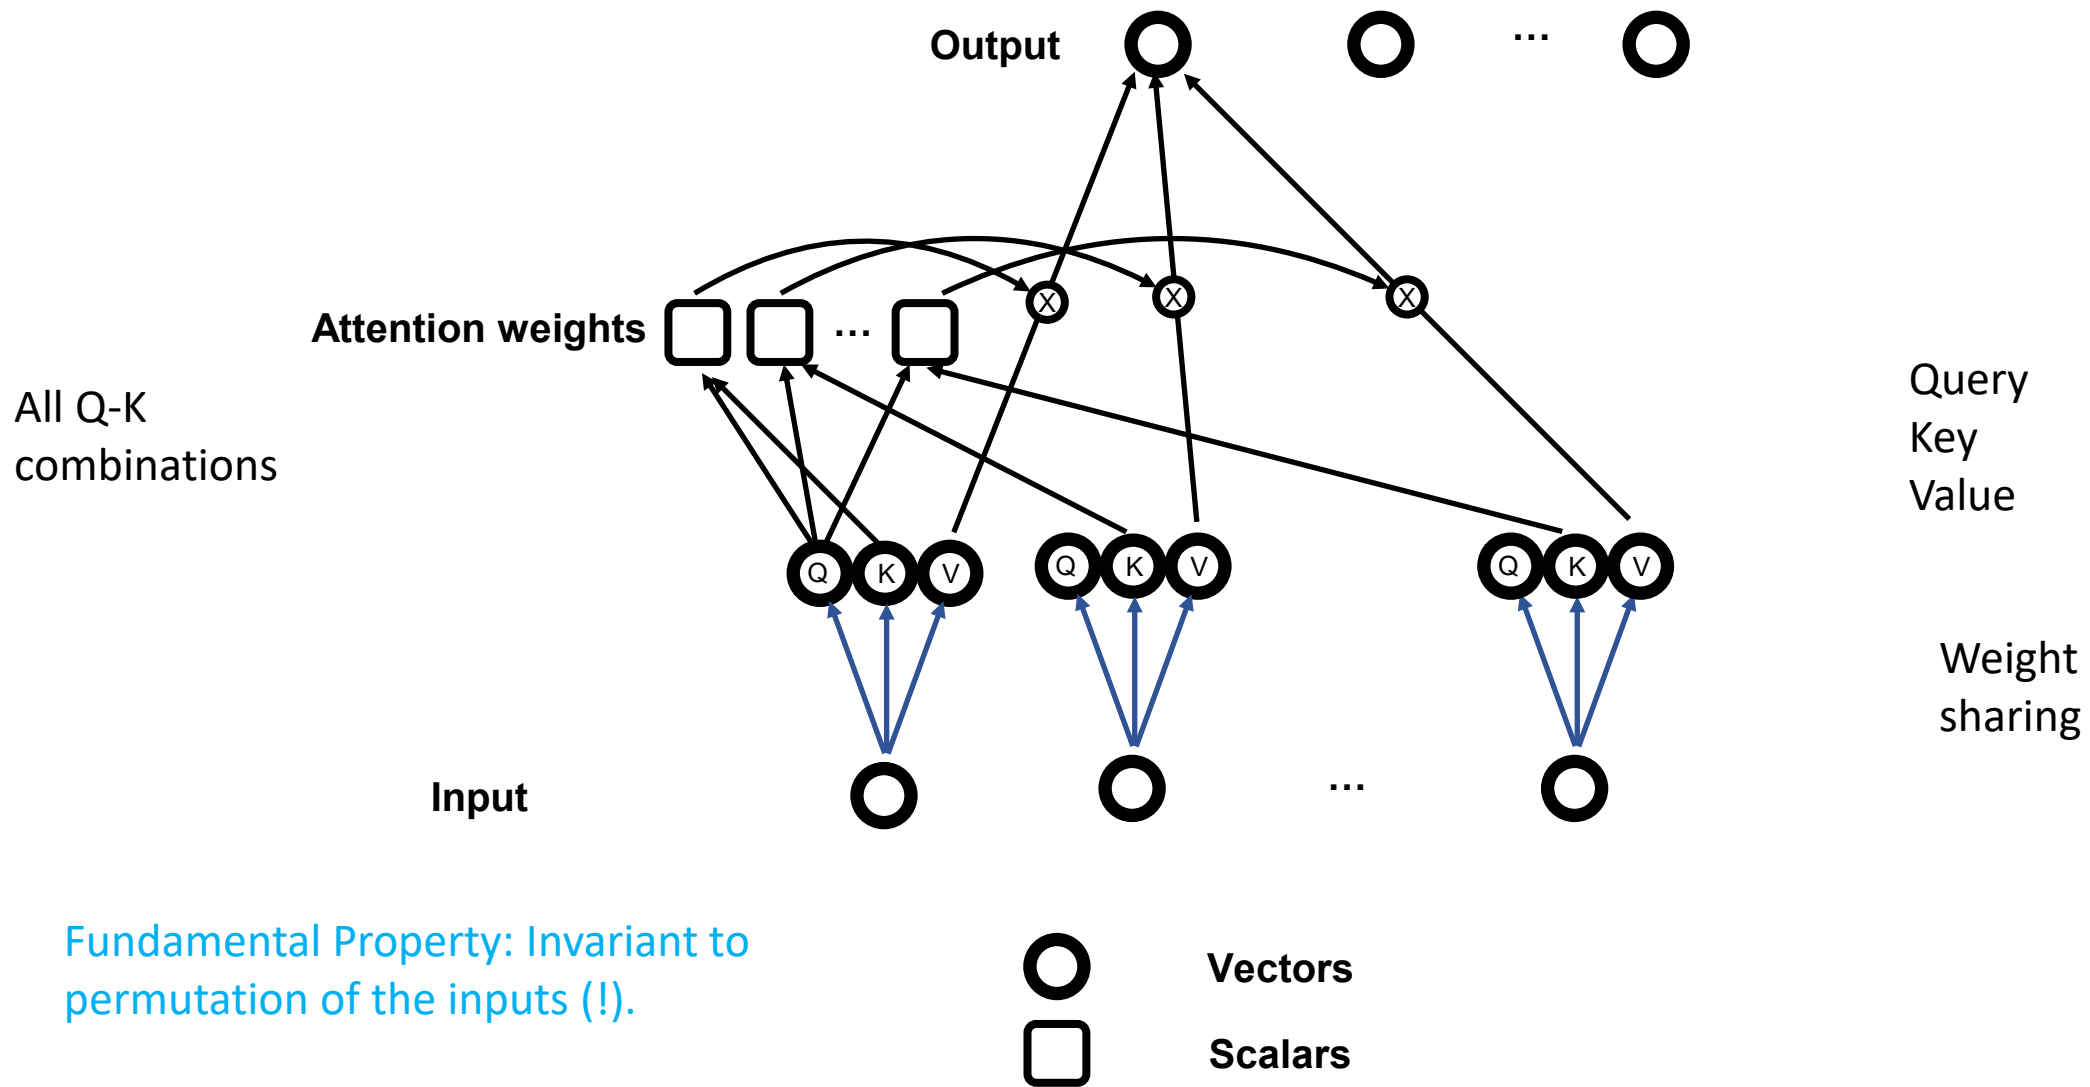 Output
...
X
X
X
Attention weights
...
All Q-K
combinations
Query
Key
Value
Q K V
Q K V
Q K V
Weight
sharing
Input
...
Fundamental Property: Invariant to
permutation of the inputs (!).
Vectors
Scalars